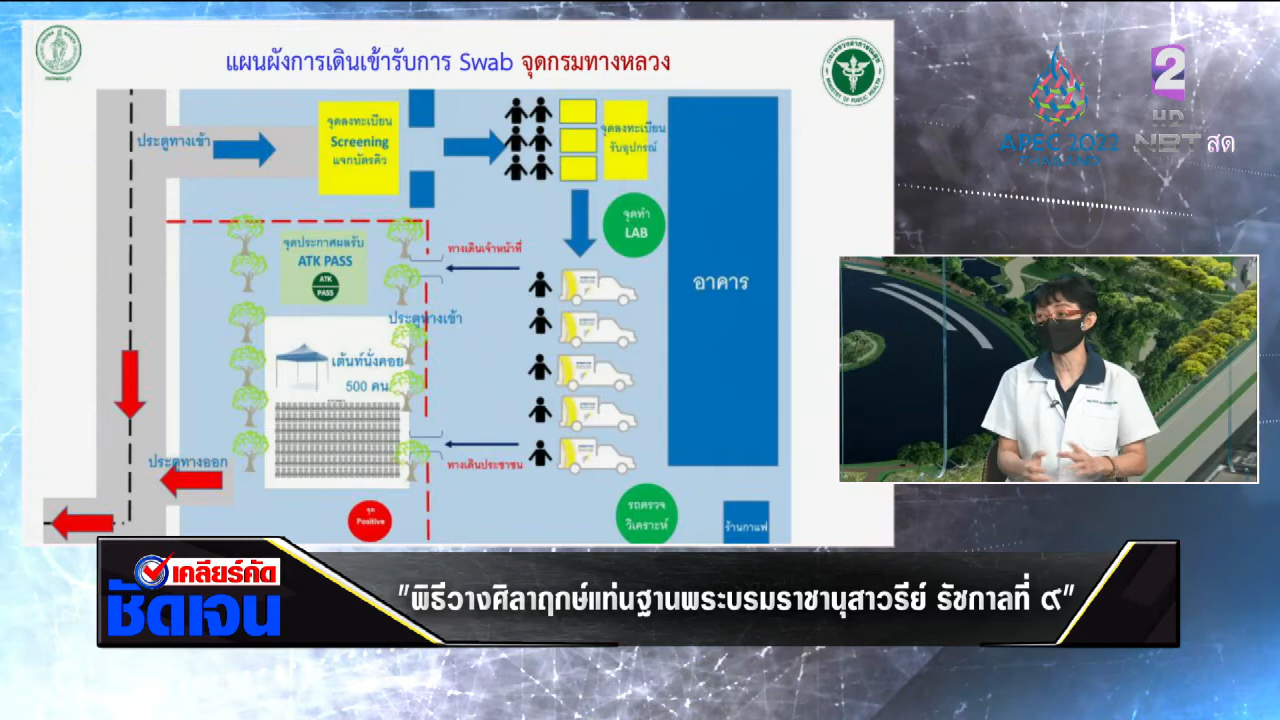 แผนผังการเดินเข้ารับการ Swab จุดกรมทางหลวง
MINISTRY OF PUBLIC HEALTH
ประตูทางเข้า
จุดลงทะเบียน
Screening
แจกบัตรคิว
จุดลงทะเบียน
รับอุปกรณ์
จุดทำ
LAB
อาคาร
จุดประกาศผลรับ
ATK PASS
ATK
PASS
ทางเดินเจ้าหน้าที่
ประตูทางเข้า
เต้นท์นั่งคอย
500 คน
ประตูทางออก
ทางเดินประชาชน
จุด
Positive
รถตรวจ
วิเคราะห์
ร้านกาแฟ
APEC 2022
THAILAND
2
HD
NBT สด
เคลียร์คัด
ชัดเจน
"พิธีวางศิลาฤกษ์แท่นฐานพระบรมราชานุสาวรีย์ รัชกาลที่ ๙"